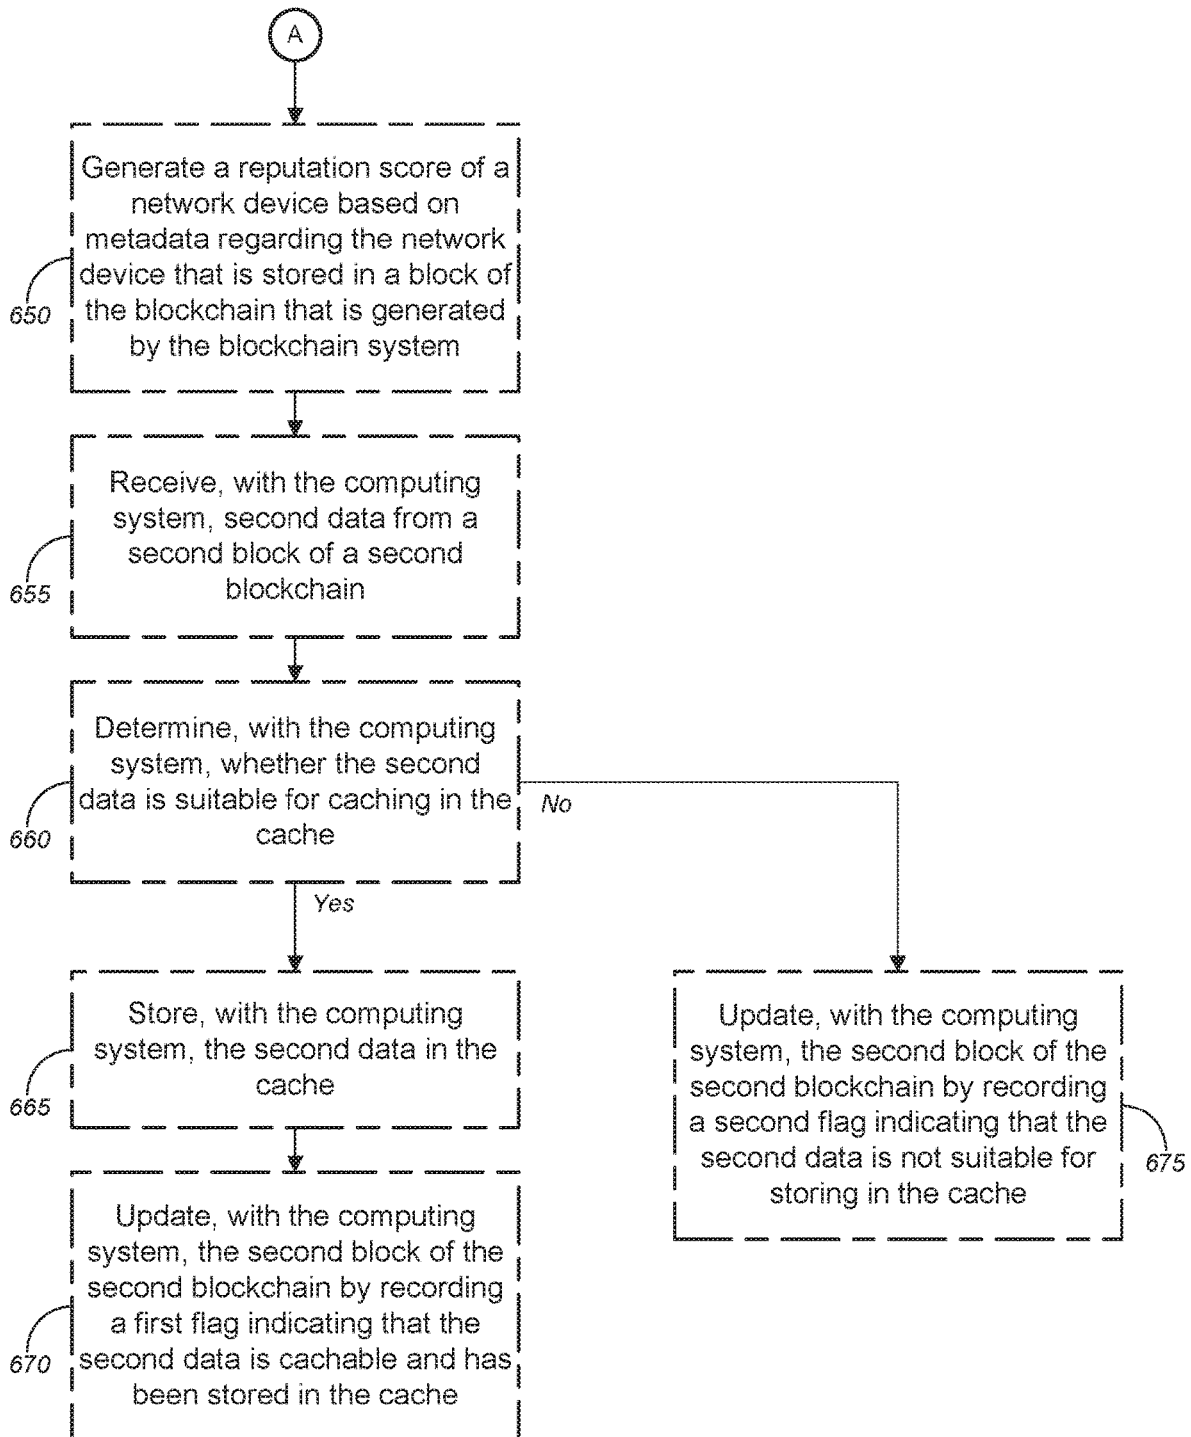 A
Generate a reputation score of a
network device based on
metadata regarding the network
device that is stored in a block of
the blockchain that is generated
by the blockchain system
650
Receive, with the computing
system, second data from a
second block of a second
blockchain
655
Determine, with the computing
system, whether the second
data is suitable for caching in the
cache
660
No
Yes
Store, with the computing
system, the second data in the
cache
665
Update, with the computing
system, the second block of the
second blockchain by recording
a second flag indicating that the
second data is not suitable for
storing in the cache
675
Update, with the computing
system, the second block of the
second blockchain by recording
a first flag indicating that the
second data is cachable and has
been stored in the cache
670